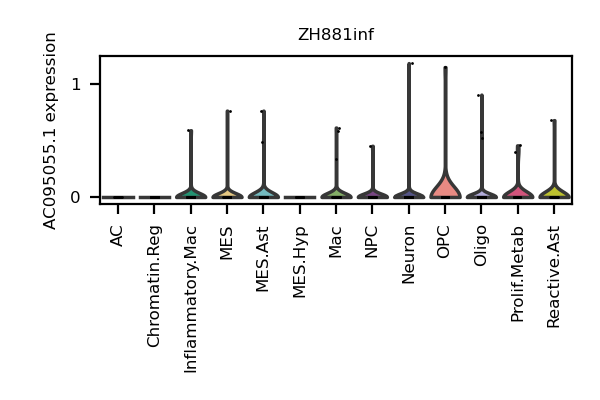 ZH881inf
AC095055.1 expression
1
0
AC
Chromatin.Reg
Inflammatory.Mac
MES
MES.Ast
MES.Hyp
Mac
NPC
Neuron
OPC
Oligo
Prolif.Metab
Reactive.Ast